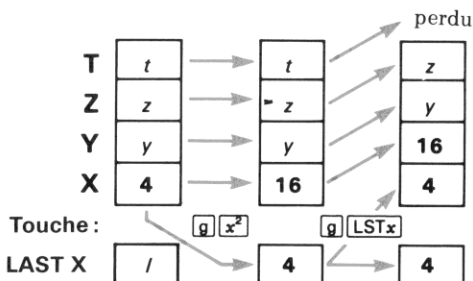 perdu
T t t z
Z z z y
Y y y 16
X 4 16 4
Touche : g x² g LSTx
LAST X / 4 4